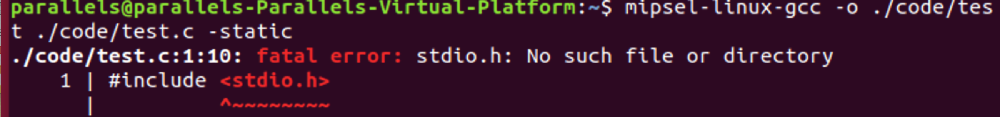 parallels@parallels-Parallels-Virtual-Platform:~$ mipsel-linux-gcc -o ./code/tes
t ./code/test.c -static
./code/test.c:1:10: fatal error: stdio.h: No such file or directory
    1 | #include <stdio.h>
      |          ^~~~~~~~~